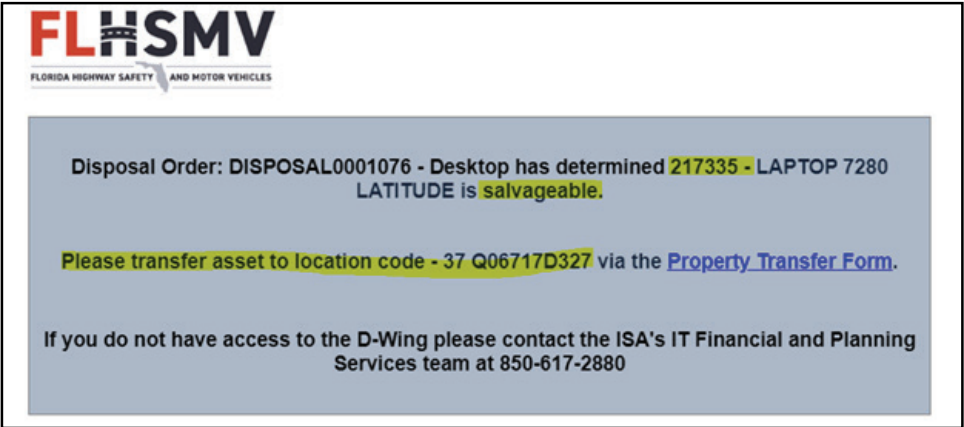 FLHSMV
FLORIDA HIGHWAY SAFETY AND MOTOR VEHICLES
Disposal Order: DISPOSAL0001076 - Desktop has determined 217335 - LAPTOP 7280
LATITUDE is salvageable.
Please transfer asset to location code - 37 Q06717D327 via the Property Transfer Form.
If you do not have access to the D-Wing please contact the ISA's IT Financial and Planning
Services team at 850-617-2880